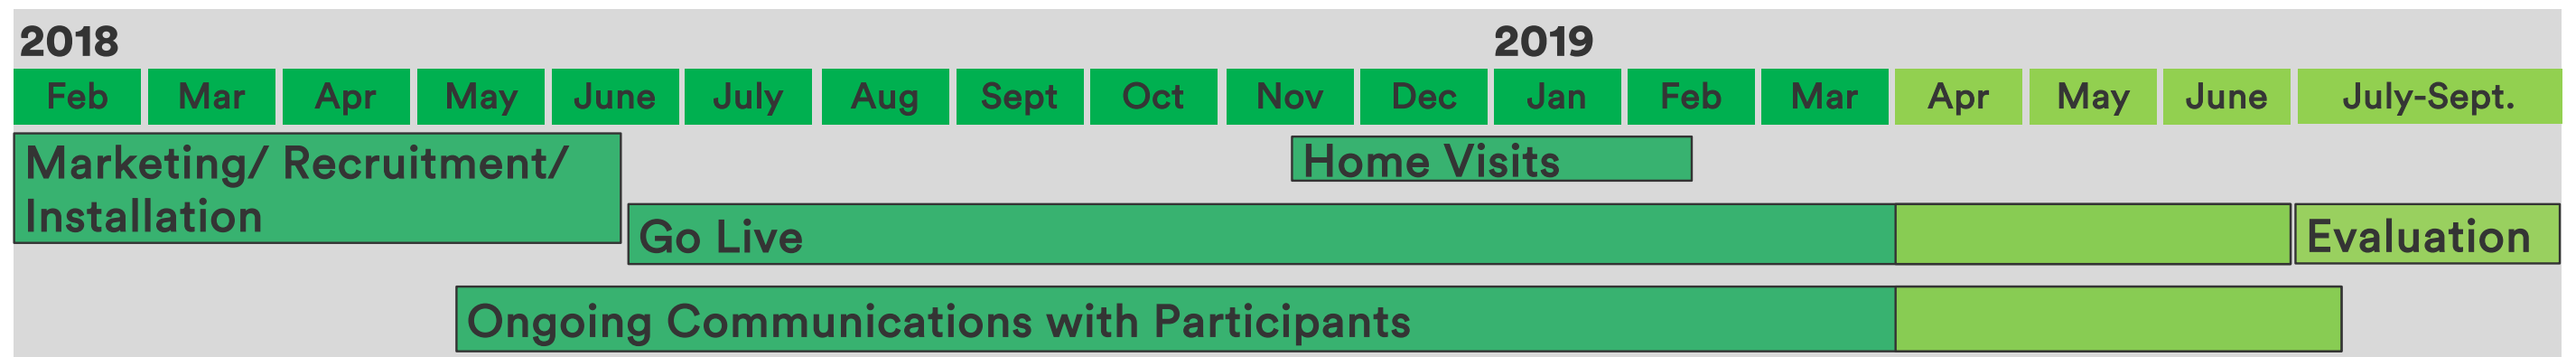 2018 2019
Feb Mar Apr May June July Aug Sept Oct Nov Dec Jan Feb Mar Apr May June July-Sept.
Marketing/ Recruitment/
Installation
Home Visits
Go Live
Evaluation
Ongoing Communications with Participants